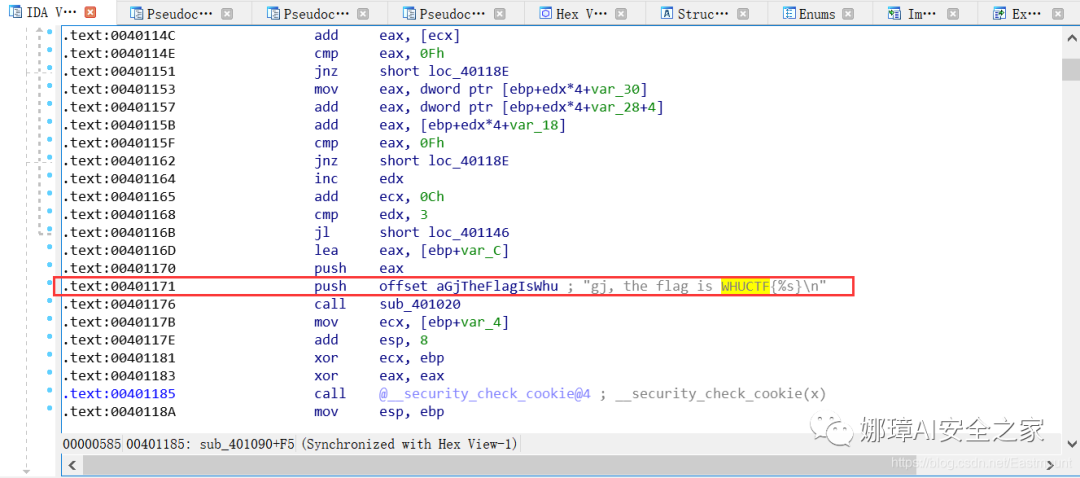 IDA V··· Pseudoc··· Pseudoc··· Pseudoc··· Hex V··· Struc··· Enums Im··· Ex···
.text:0040114C add eax, [ecx]
.text:0040114E cmp eax, 0Fh
.text:00401151 jnz short loc_40118E
.text:00401153 mov eax, dword ptr [ebp+edx*4+var_30]
.text:00401157 add eax, dword ptr [ebp+edx*4+var_28+4]
.text:0040115B add eax, [ebp+edx*4+var_18]
.text:0040115F cmp eax, 0Fh
.text:00401162 jnz short loc_40118E
.text:00401164 inc edx
.text:00401165 add ecx, 0Ch
.text:00401168 cmp edx, 3
.text:0040116B jl short loc_401146
.text:0040116D lea eax, [ebp+var_C]
.text:00401170 push eax
.text:00401171 push offset aGjTheFlagIsWhu ; "gj, the flag is WHUCTF{%s}\n"
.text:00401176 call sub_401020
.text:0040117B mov ecx, [ebp+var_4]
.text:0040117E add esp, 8
.text:00401181 xor ecx, ebp
.text:00401183 xor eax, eax
.text:00401185 call @__security_check_cookie@4 ; __security_check_cookie(x)
.text:0040118A mov esp, ebp
娜璋AI安全之家
00000585 00401185: sub_401090+F5 (Synchronized with Hex View-1)
https://blog.csdn.net/Eastmount